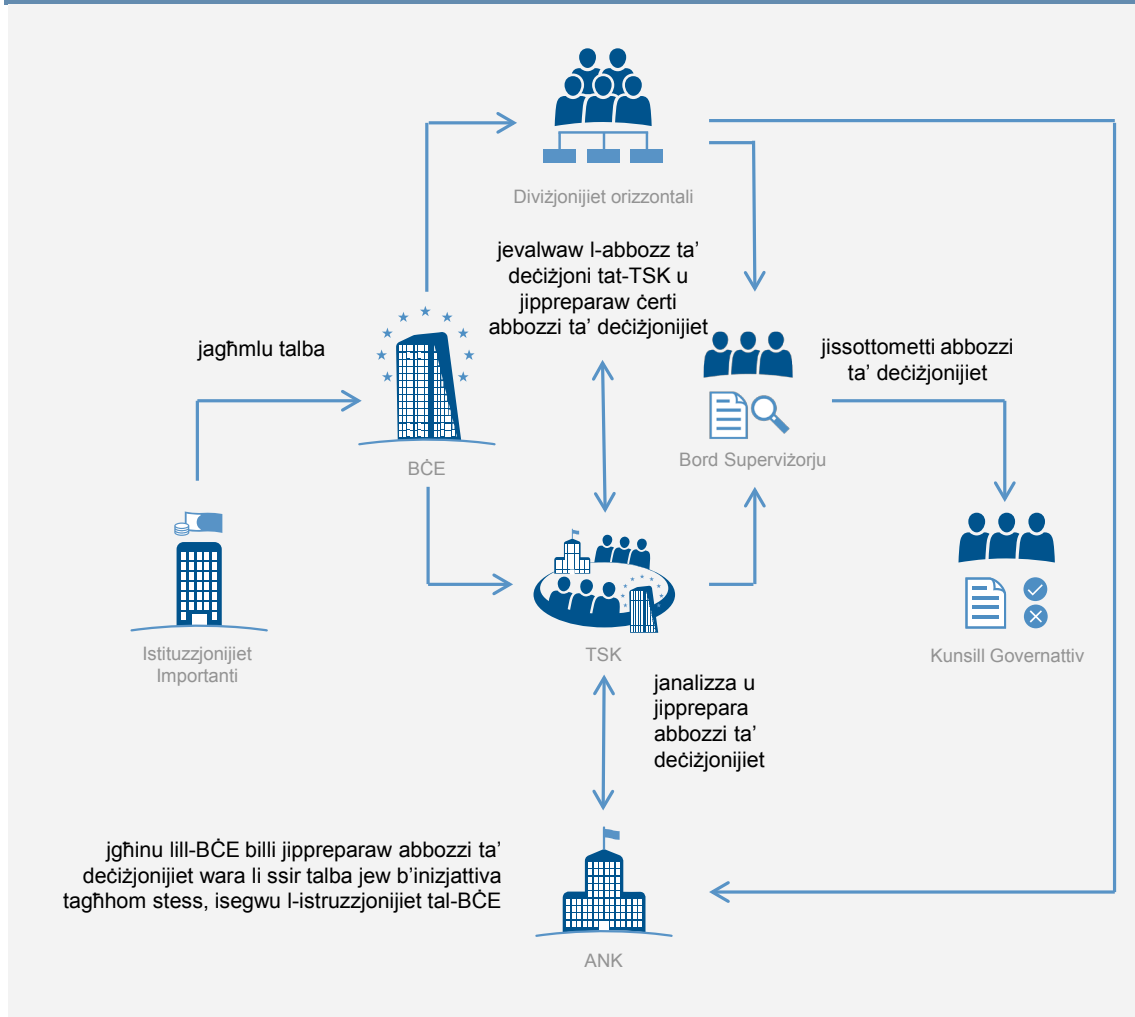 Diviżjonijiet orizzontali
jevalwaw l-abbozz ta’
deċiżjoni tat-TSK u
jippreparaw ċerti
abbozzi ta’ deċiżjonijiet
jagħmlu talba
jissottometti abbozzi
ta’ deċiżjonijiet
BĊE
Bord Superviżorju
Istituzzjonijiet
Importanti
TSK
Kunsill Governattiv
janalizza u
jipprepara
abbozzi ta’
deċiżjonijiet
jgħinu lill-BĊE billi jippreparaw abbozzi ta’
deċiżjonijiet wara li ssir talba jew b’inizjattiva
tagħhom stess, isegwu l-istruzzjonijiet tal-BĊE
ANK